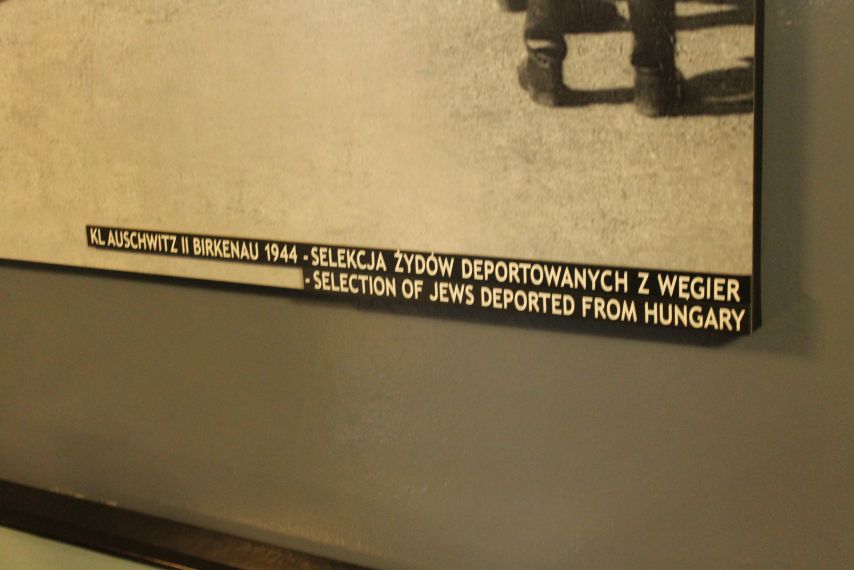 KL AUSCHWITZ II BIRKENAU 1944 - SELEKCJA ŻYDÓW DEPORTOWANYCH Z WĘGIER
- SELECTION OF JEWS DEPORTED FROM HUNGARY